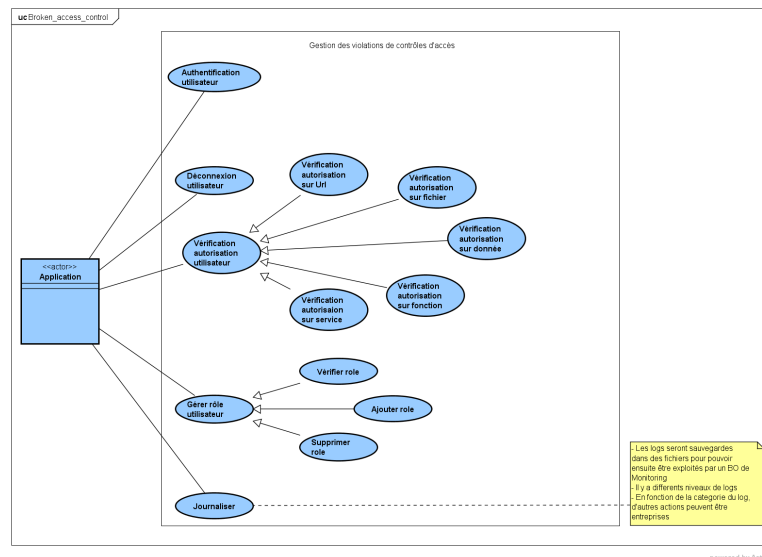 uc Broken_access_control
Gestion des violations de contrôles d'accès
Authentification
utilisateur
Déconnexion
utilisateur
Vérification
autorisation
sur Url
Vérification
autorisation
sur fichier
Vérification
autorisation
utilisateur
Vérification
autorisation
sur donnée
<<actor>>
Application
Vérification
autorisaion
sur service
Vérification
autorisation
sur fonction
Vérifier role
Gérer rôle
utilisateur
Ajouter role
Supprimer
role
Journaliser
- Les logs seront sauvegardes
dans des fichiers pour pouvoir
ensuite être exploités par un BO de
Monitoring
- Il y a differents niveaux de logs
- En fonction de la categorie du log,
d'autres actions peuvent être
entreprises